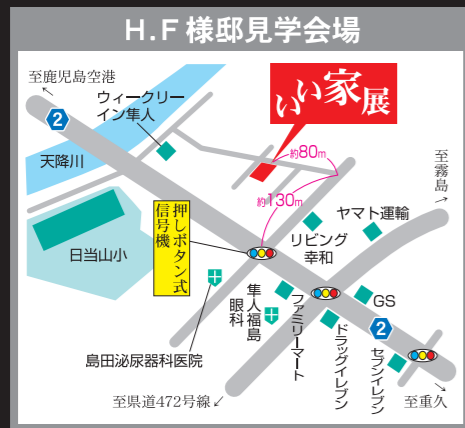 H.F様邸見学会場
至鹿児島空港
ウィークリー
イン隼人
いい家展
2
天降川
約80m
至霧島
約130m
ヤマト運輸
押しボタン式
信号機
リビング
幸和
日当山小
GS
隼人福島
眼科
ファミリーマート
2
ドラッグイレブン
セブンイレブン
島田泌尿器科医院
至県道472号線
至重久